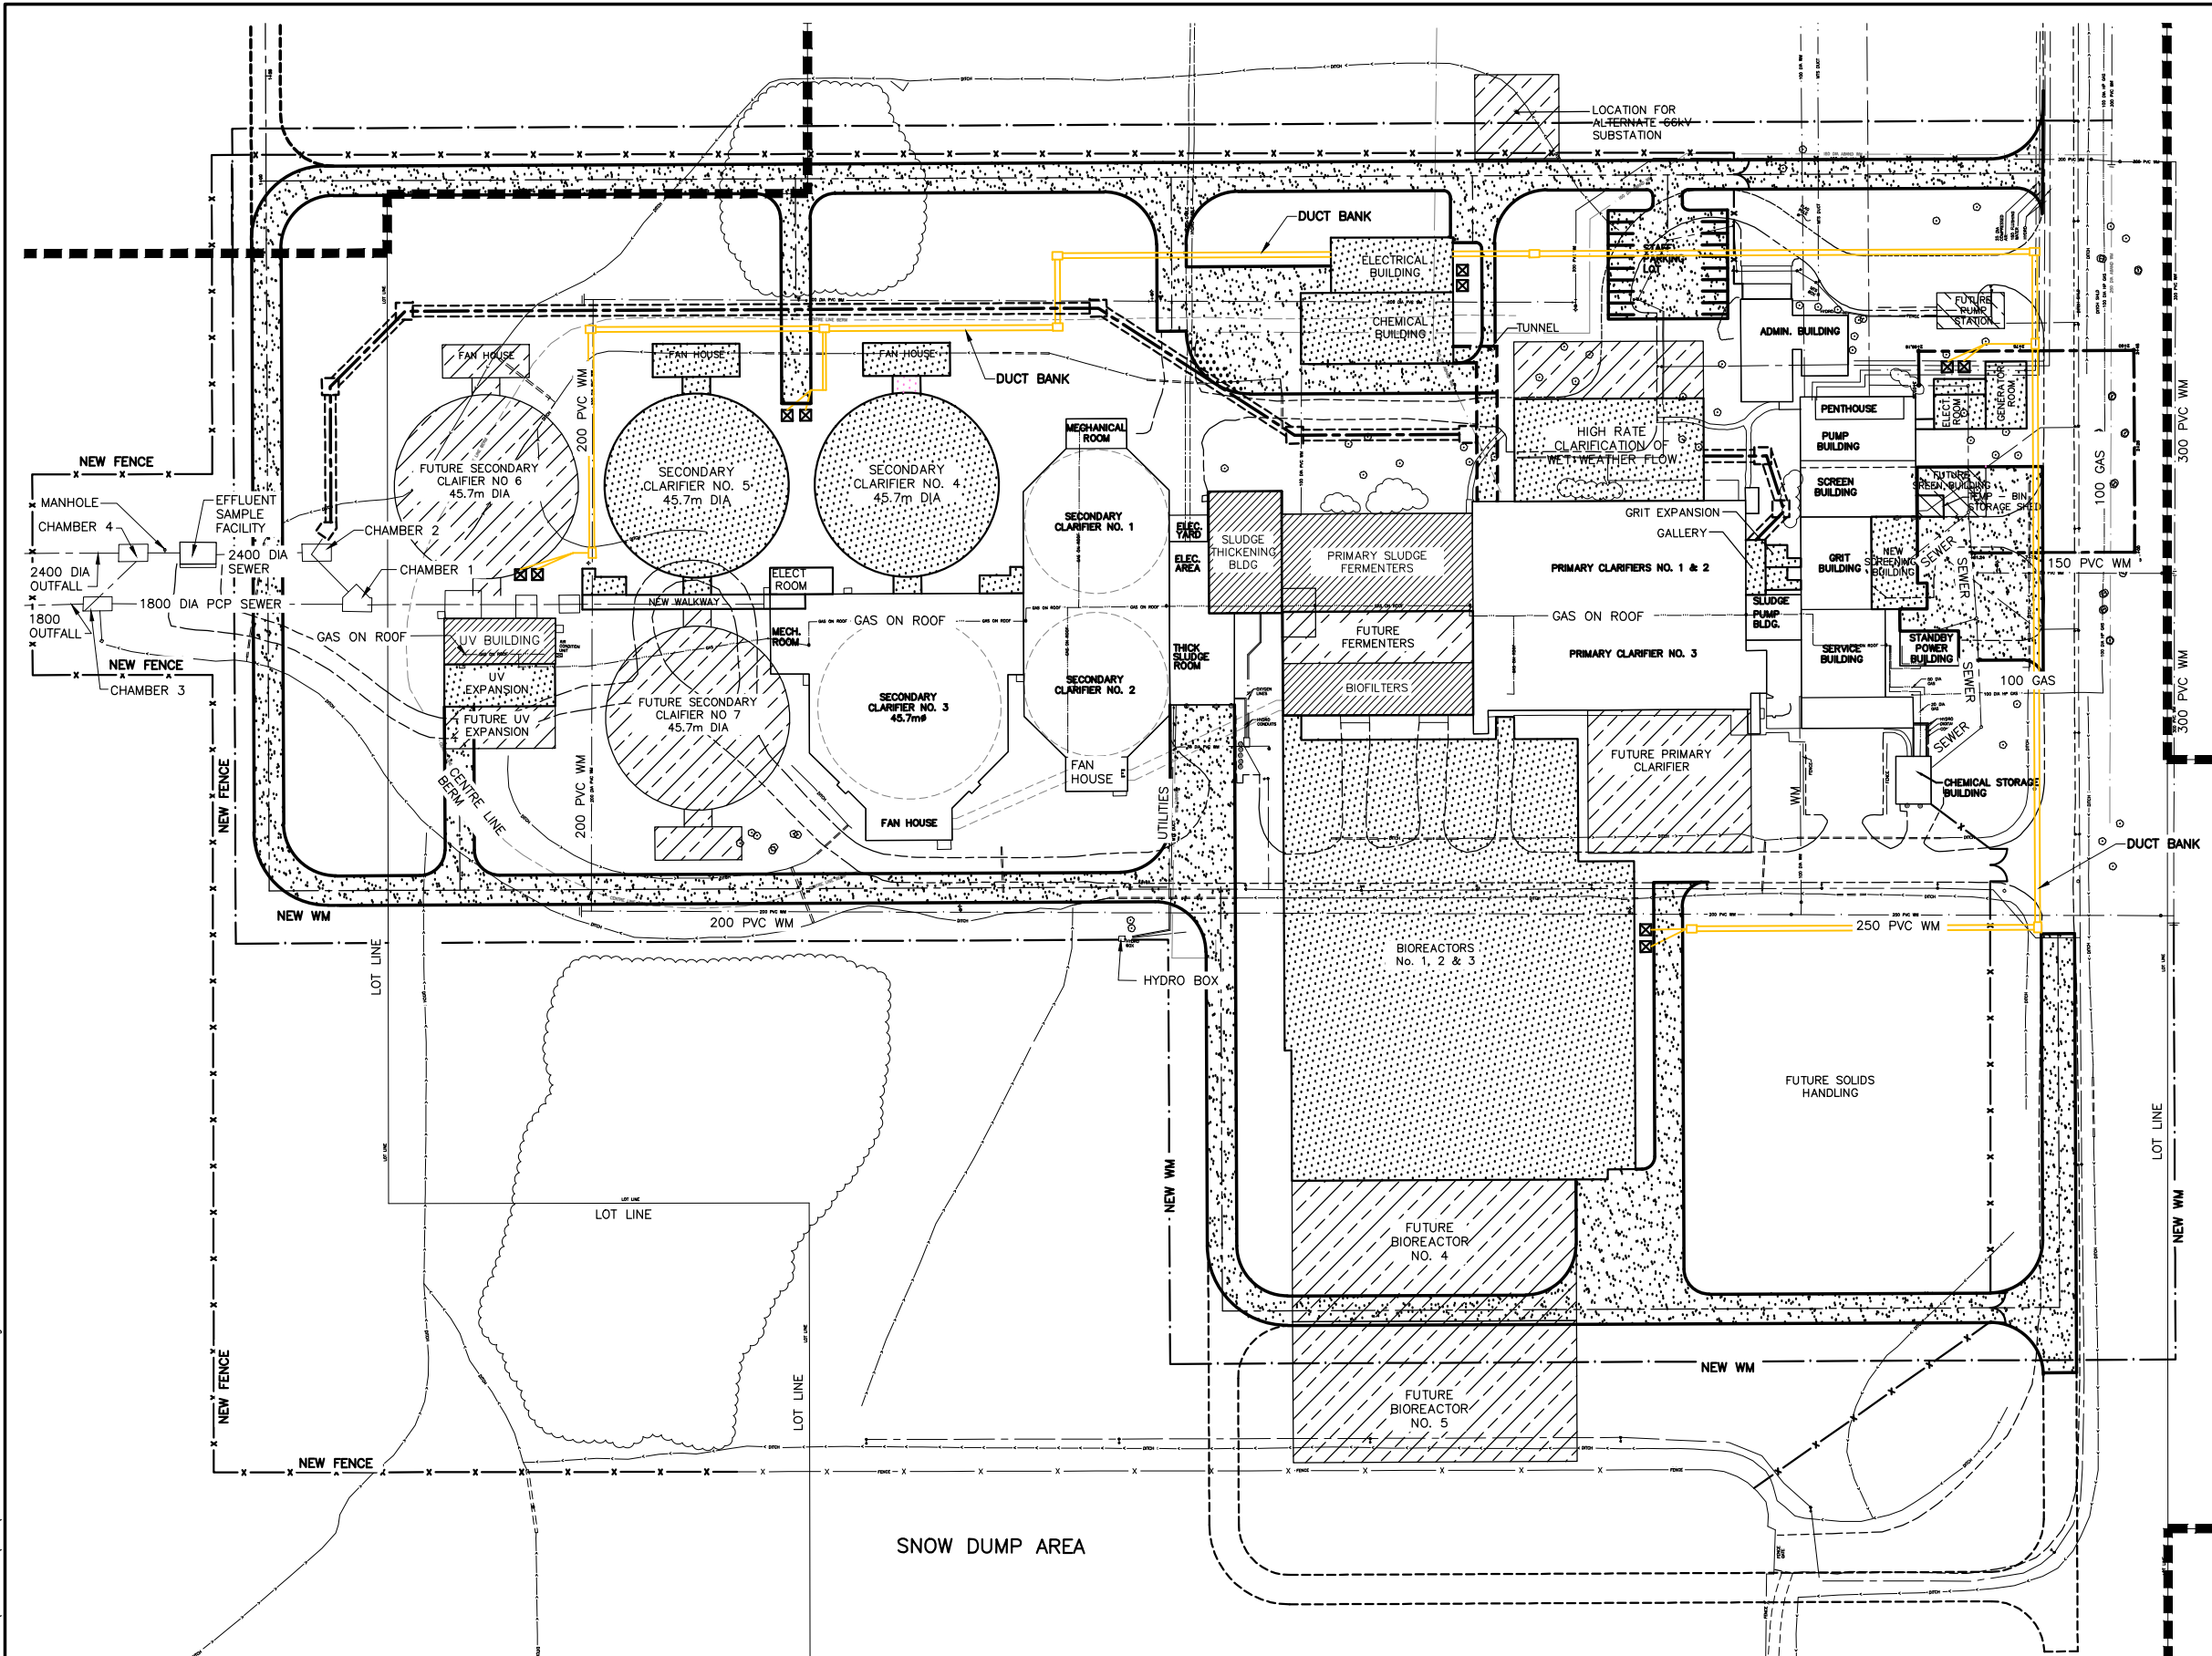 LOCATION FOR
ALTERNATE 66kV
SUBSTATION
DUCT BANK
ELECTRICAL
BUILDING
CHEMICAL
BUILDING
STAFF
PARKING
LOT
TUNNEL
ADMIN. BUILDING
FUTURE
PUMP
STATION
FAN HOUSE
FAN HOUSE
FAN HOUSE
DUCT BANK
200 PVC WM
ELECT
ROOM
GENERATOR
ROOM
PENTHOUSE
PUMP
BUILDING
MECHANICAL
ROOM
HIGH RATE
CLARIFICATION OF
WET WEATHER FLOW
300 PVC WM
100 GAS
NEW FENCE
MANHOLE
CHAMBER 4
EFFLUENT
SAMPLE
FACILITY
FUTURE SECONDARY
CLAIFIER NO 6
45.7m DIA
SECONDARY
CLARIFIER NO. 5
45.7m DIA
SECONDARY
CLARIFIER NO. 4
45.7m DIA
SECONDARY
CLARIFIER NO. 1
ELEC.
YARD
ELEC.
AREA
SLUDGE
THICKENING
BLDG
PRIMARY SLUDGE
FERMENTERS
SCREEN
BUILDING
FUTURE
SREEN. BUILDING
TEMP - BIN
STORAGE SHED
GRIT EXPANSION
GALLERY
CHAMBER 2
2400 DIA
SEWER
2400 DIA
OUTFALL
CHAMBER 1
1800 DIA PCP SEWER
1800
OUTFALL
GAS ON ROOF
NEW FENCE
CHAMBER 3
ELECT
ROOM
NEW WALKWAY
MECH.
ROOM
GAS ON ROOF
UV BUILDING
UV
EXPANSION
FUTURE UV
EXPANSION
FUTURE SECONDARY
CLAIFIER NO 7
45.7m DIA
SECONDARY
CLARIFIER NO. 3
45.7mø
SECONDARY
CLARIFIER NO. 2
THICK
SLUDGE
ROOM
FUTURE
FERMENTERS
BIOFILTERS
PRIMARY CLARIFIERS NO. 1 & 2
GAS ON ROOF
PRIMARY CLARIFIER NO. 3
SLUDGE
PUMP
BLDG.
GRIT
BUILDING
NEW
SCREENING
BUILDING
SEWER
SEWER
150 PVC WM
SERVICE
BUILDING
STANDBY
POWER
BUILDING
SEWER
100 GAS
300 PVC WM
SEWER
FUTURE PRIMARY
CLARIFIER
CHEMICAL STORAGE
BUILDING
WM
FAN
HOUSE
FAN HOUSE
UTILITIES
CENTRE LINE
BERM
200 PVC WM
NEW FENCE
DUCT BANK
NEW WM
200 PVC WM
250 PVC WM
HYDRO BOX
LOT LINE
BIOREACTORS
No. 1, 2 & 3
FUTURE SOLIDS
HANDLING
LOT LINE
NEW WM
NEW WM
LOT LINE
FUTURE
BIOREACTOR
NO. 4
NEW WM
LOT LINE
NEW FENCE
FUTURE
BIOREACTOR
NO. 5
NEW FENCE
SNOW DUMP AREA